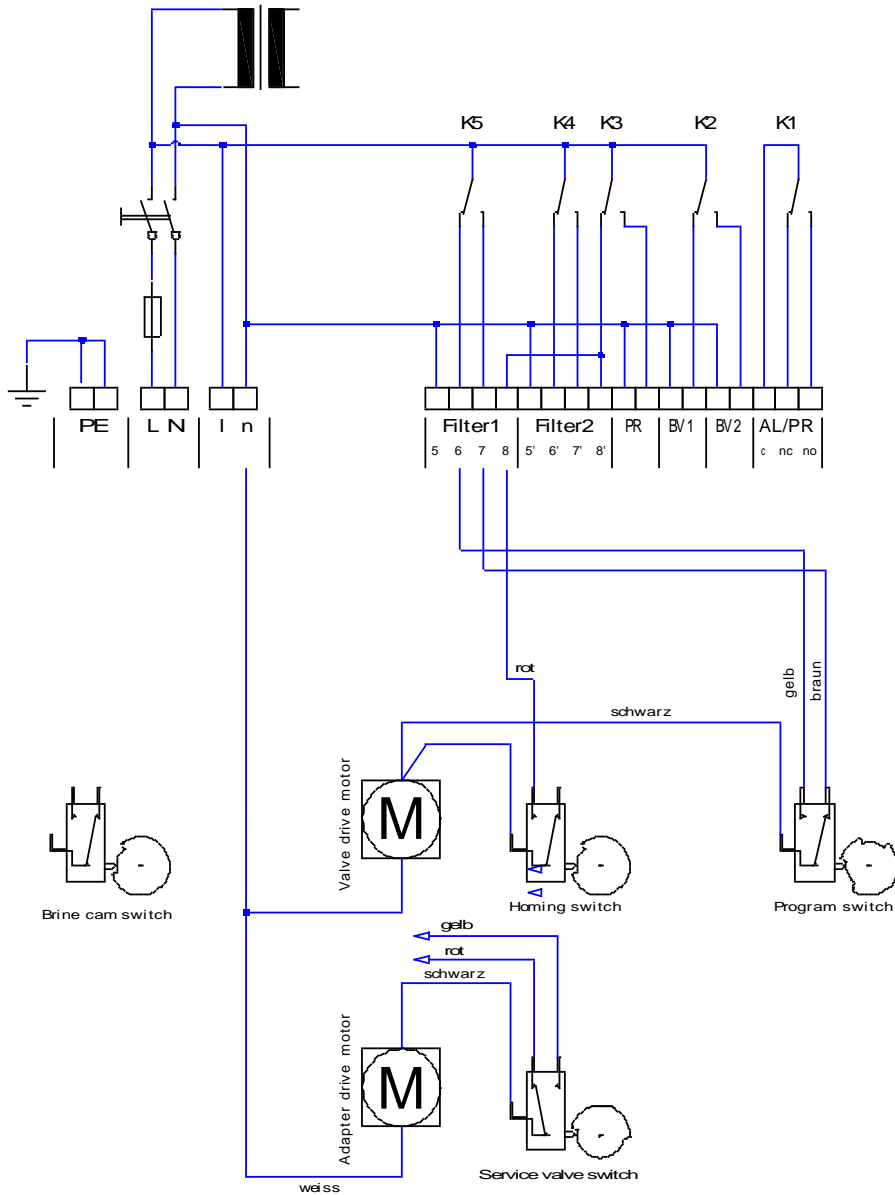 K5 K4 K3 K2 K1
PE L N l n Filter1 Filter2 PR BV1 BV2 AL/PR
5 6 7 8 5' 6' 7' 8' c nc no
rot
gelb
braun
schwarz
Valve drive motor
M
Brine cam switch
Homing switch
Program switch
gelb
rot
schwarz
Adapter drive motor
M
Service valve switch
weiss